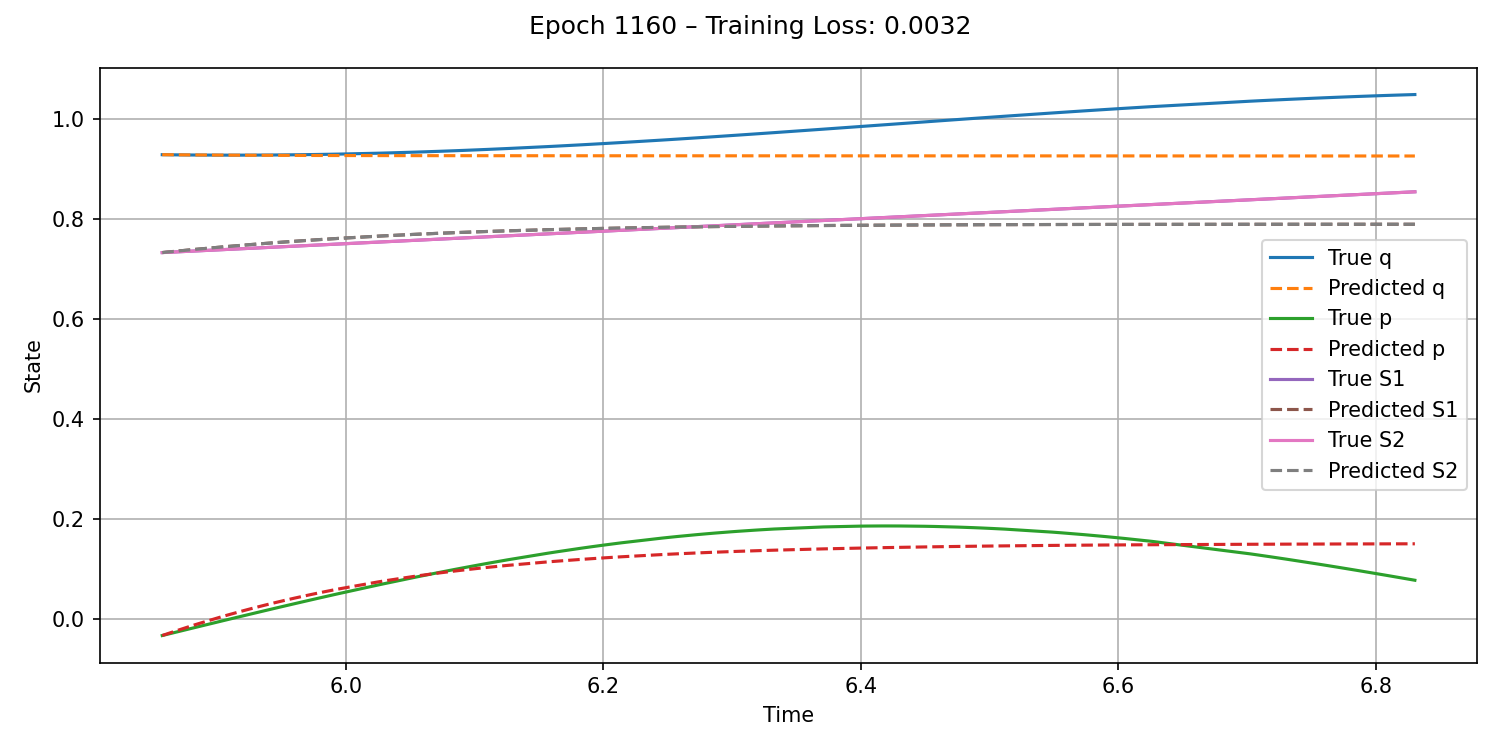 Epoch 1160 – Training Loss: 0.0032
1.0
0.8
0.6
0.4
0.2
0.0
State
True q
Predicted q
True p
Predicted p
True S1
Predicted S1
True S2
Predicted S2
6.0 6.2 6.4 6.6 6.8
Time